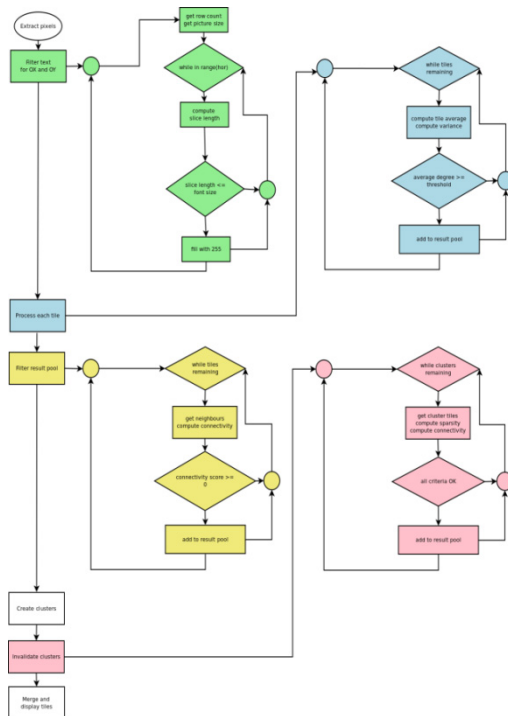 Extract pixels
Filter text
for OX and OY
get row count
get picture size
while in range(hor)
compute
slice length
slice length <=
font size
fill with 255
while tiles
remaining
compute tile average
compute variance
average degree >=
threshold
add to result pool
Process each tile
Filter result pool
while tiles
remaining
get neighbours
compute connectivity
connectivity score >=
0
add to result pool
while clusters
remaining
get cluster tiles
compute sparsity
compute connectivity
all criteria OK
add to result pool
Create clusters
Invalidate clusters
Merge and
display tiles